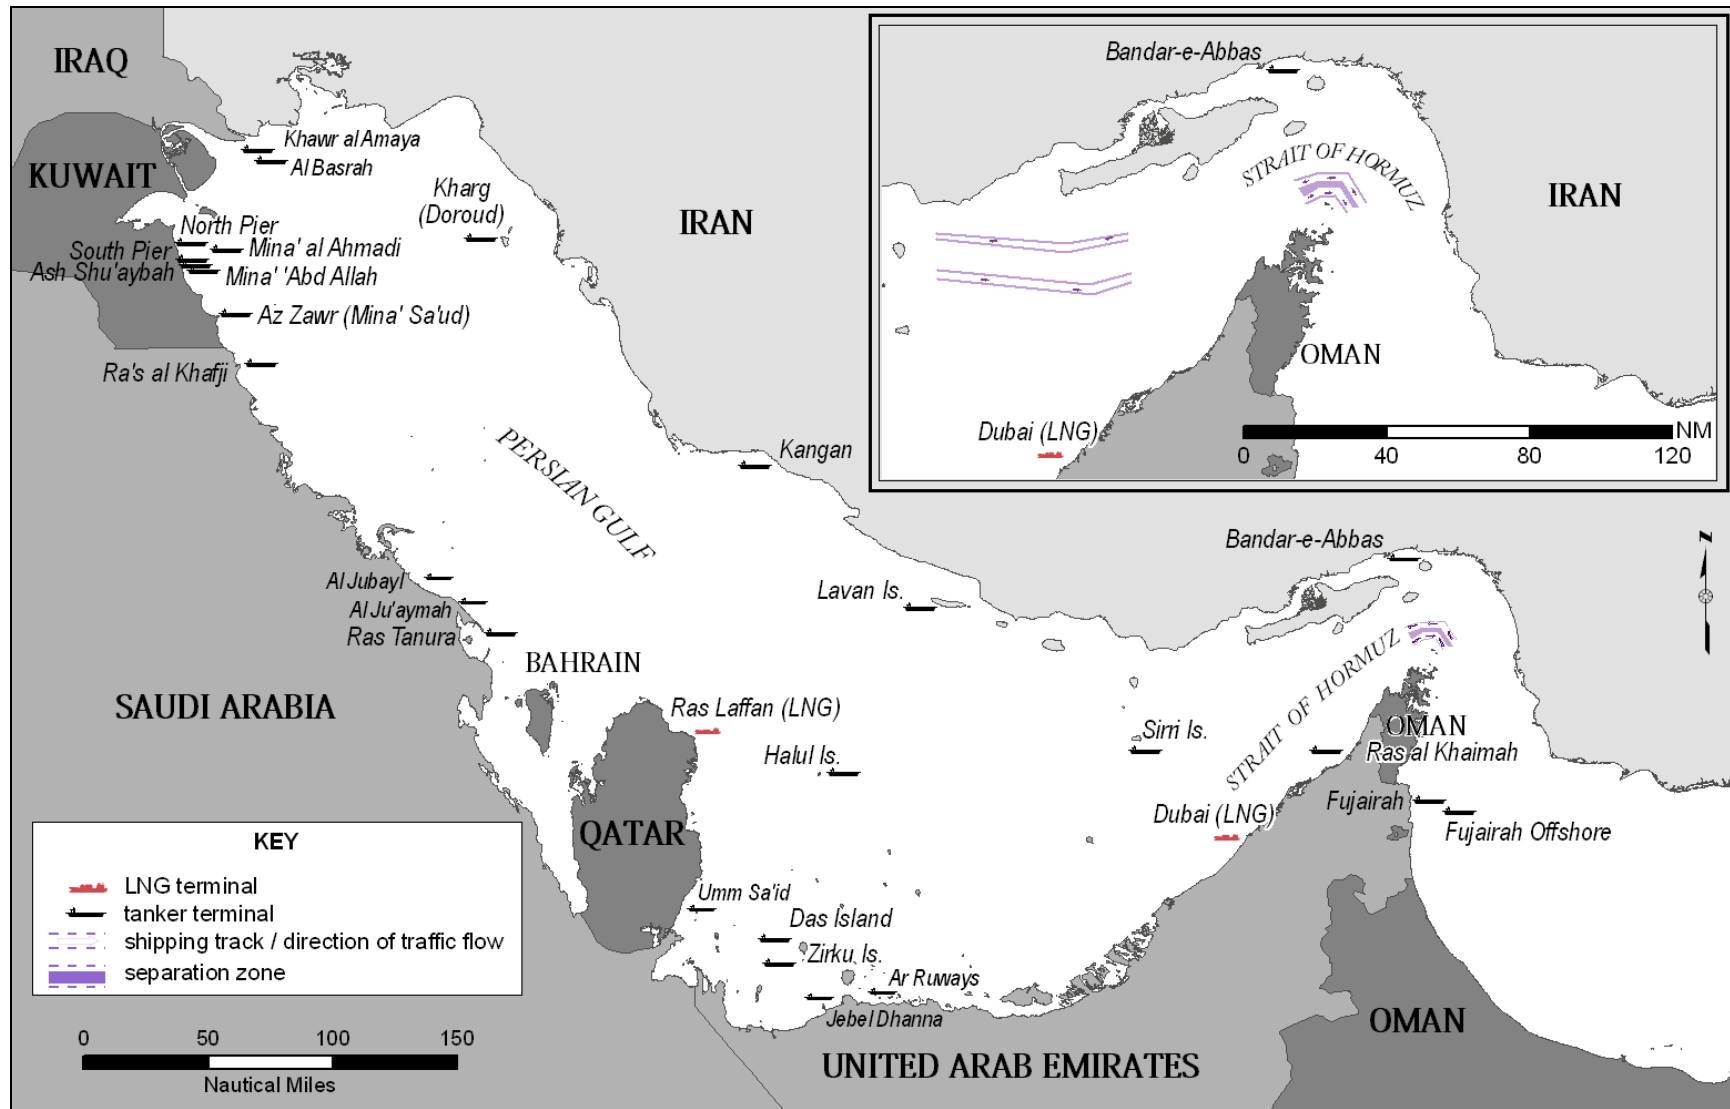 IRAQ
KUWAIT
Khawr al Amaya
Al Basrah
Kharg
(Doroud)
IRAN
North Pier
South Pier
Mina' al Ahmadi
Ash Shu'aybah
Mina' 'Abd Allah
Az Zawr (Mina' Sa'ud)
Ra's al Khafji
PERSIAN GULF
Kangan
Al Jubayl
Al Ju'aymah
Ras Tanura
BAHRAIN
SAUDI ARABIA
Lavan Is.
Ras Laffan (LNG)
Halul Is.
QATAR
Sirri Is.
Bandar-e-Abbas
STRAIT OF HORMUZ
OMAN
Ras al Khaimah
Dubai (LNG)
Fujairah
Fujairah Offshore
Umm Sa'id
Das Island
Zirku Is.
Ar Ruways
Jebel Dhanna
UNITED ARAB EMIRATES
OMAN
N
Bandar-e-Abbas
STRAIT OF HORMUZ
IRAN
OMAN
Dubai (LNG)
NM
0 40 80 120
KEY
LNG terminal
tanker terminal
shipping track / direction of traffic flow
separation zone
0 50 100 150
Nautical Miles